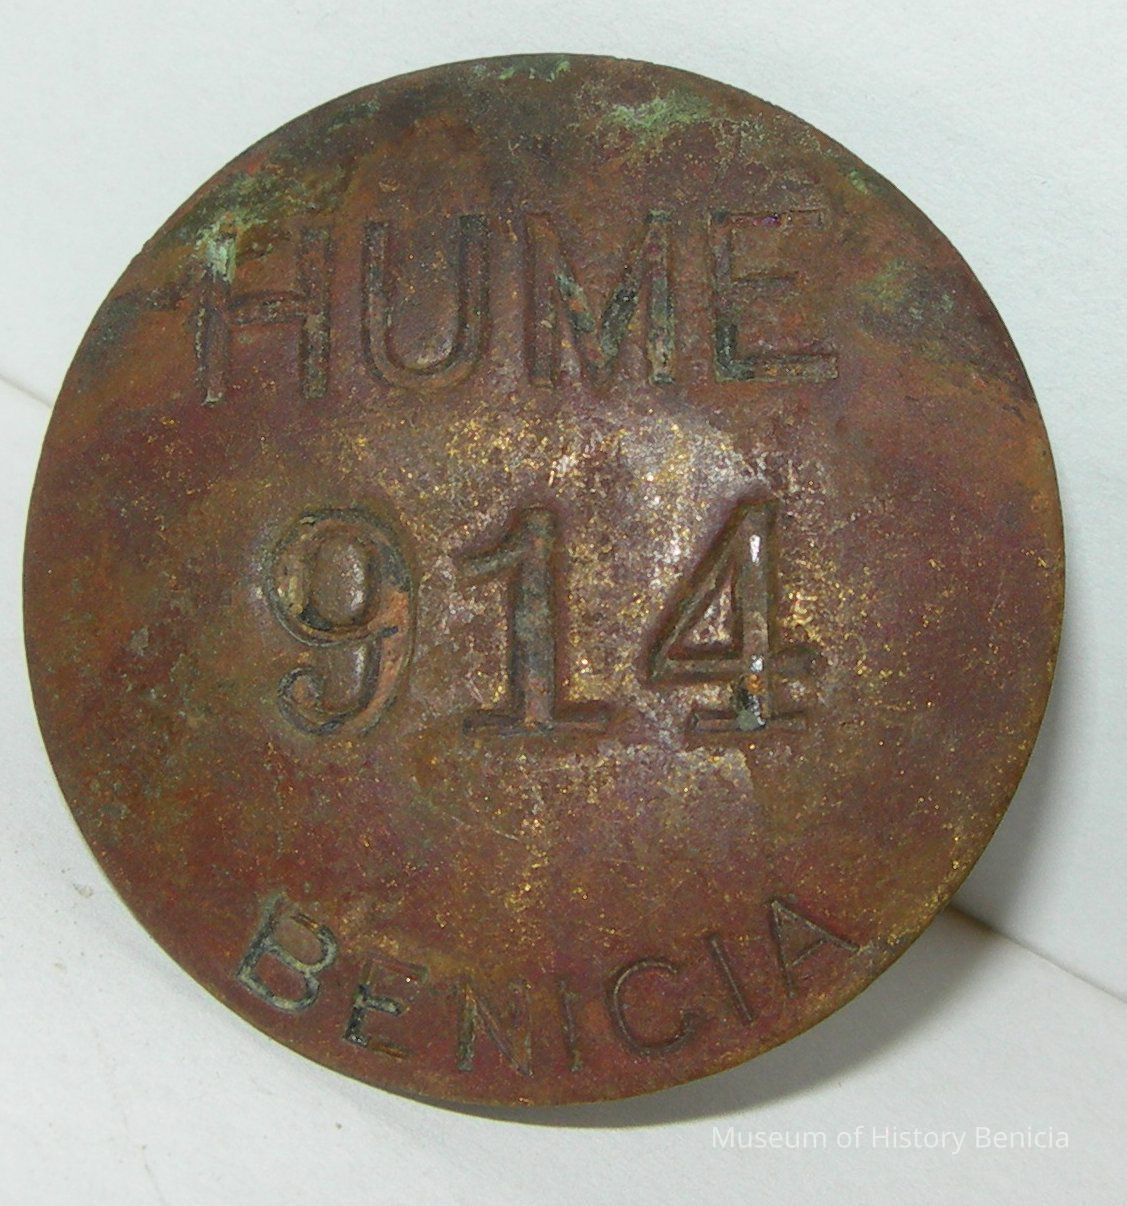 HUME
914
BENICIA
Museum of History Benicia